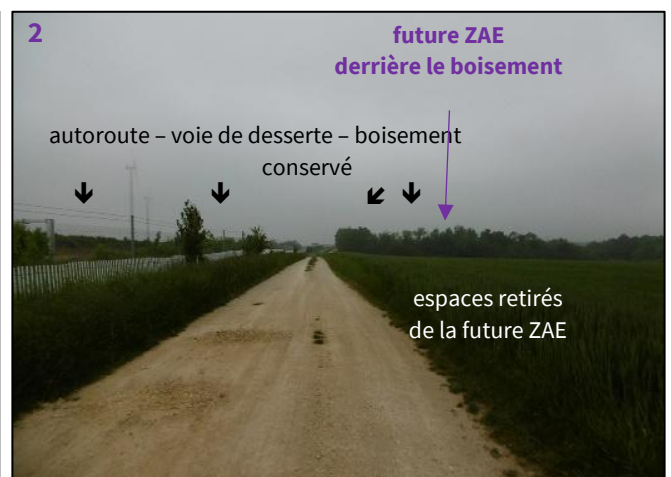 2
future ZAE
derrière le boisement
autoroute – voie de desserte – boisement
conservé
espaces retirés
de la future ZAE